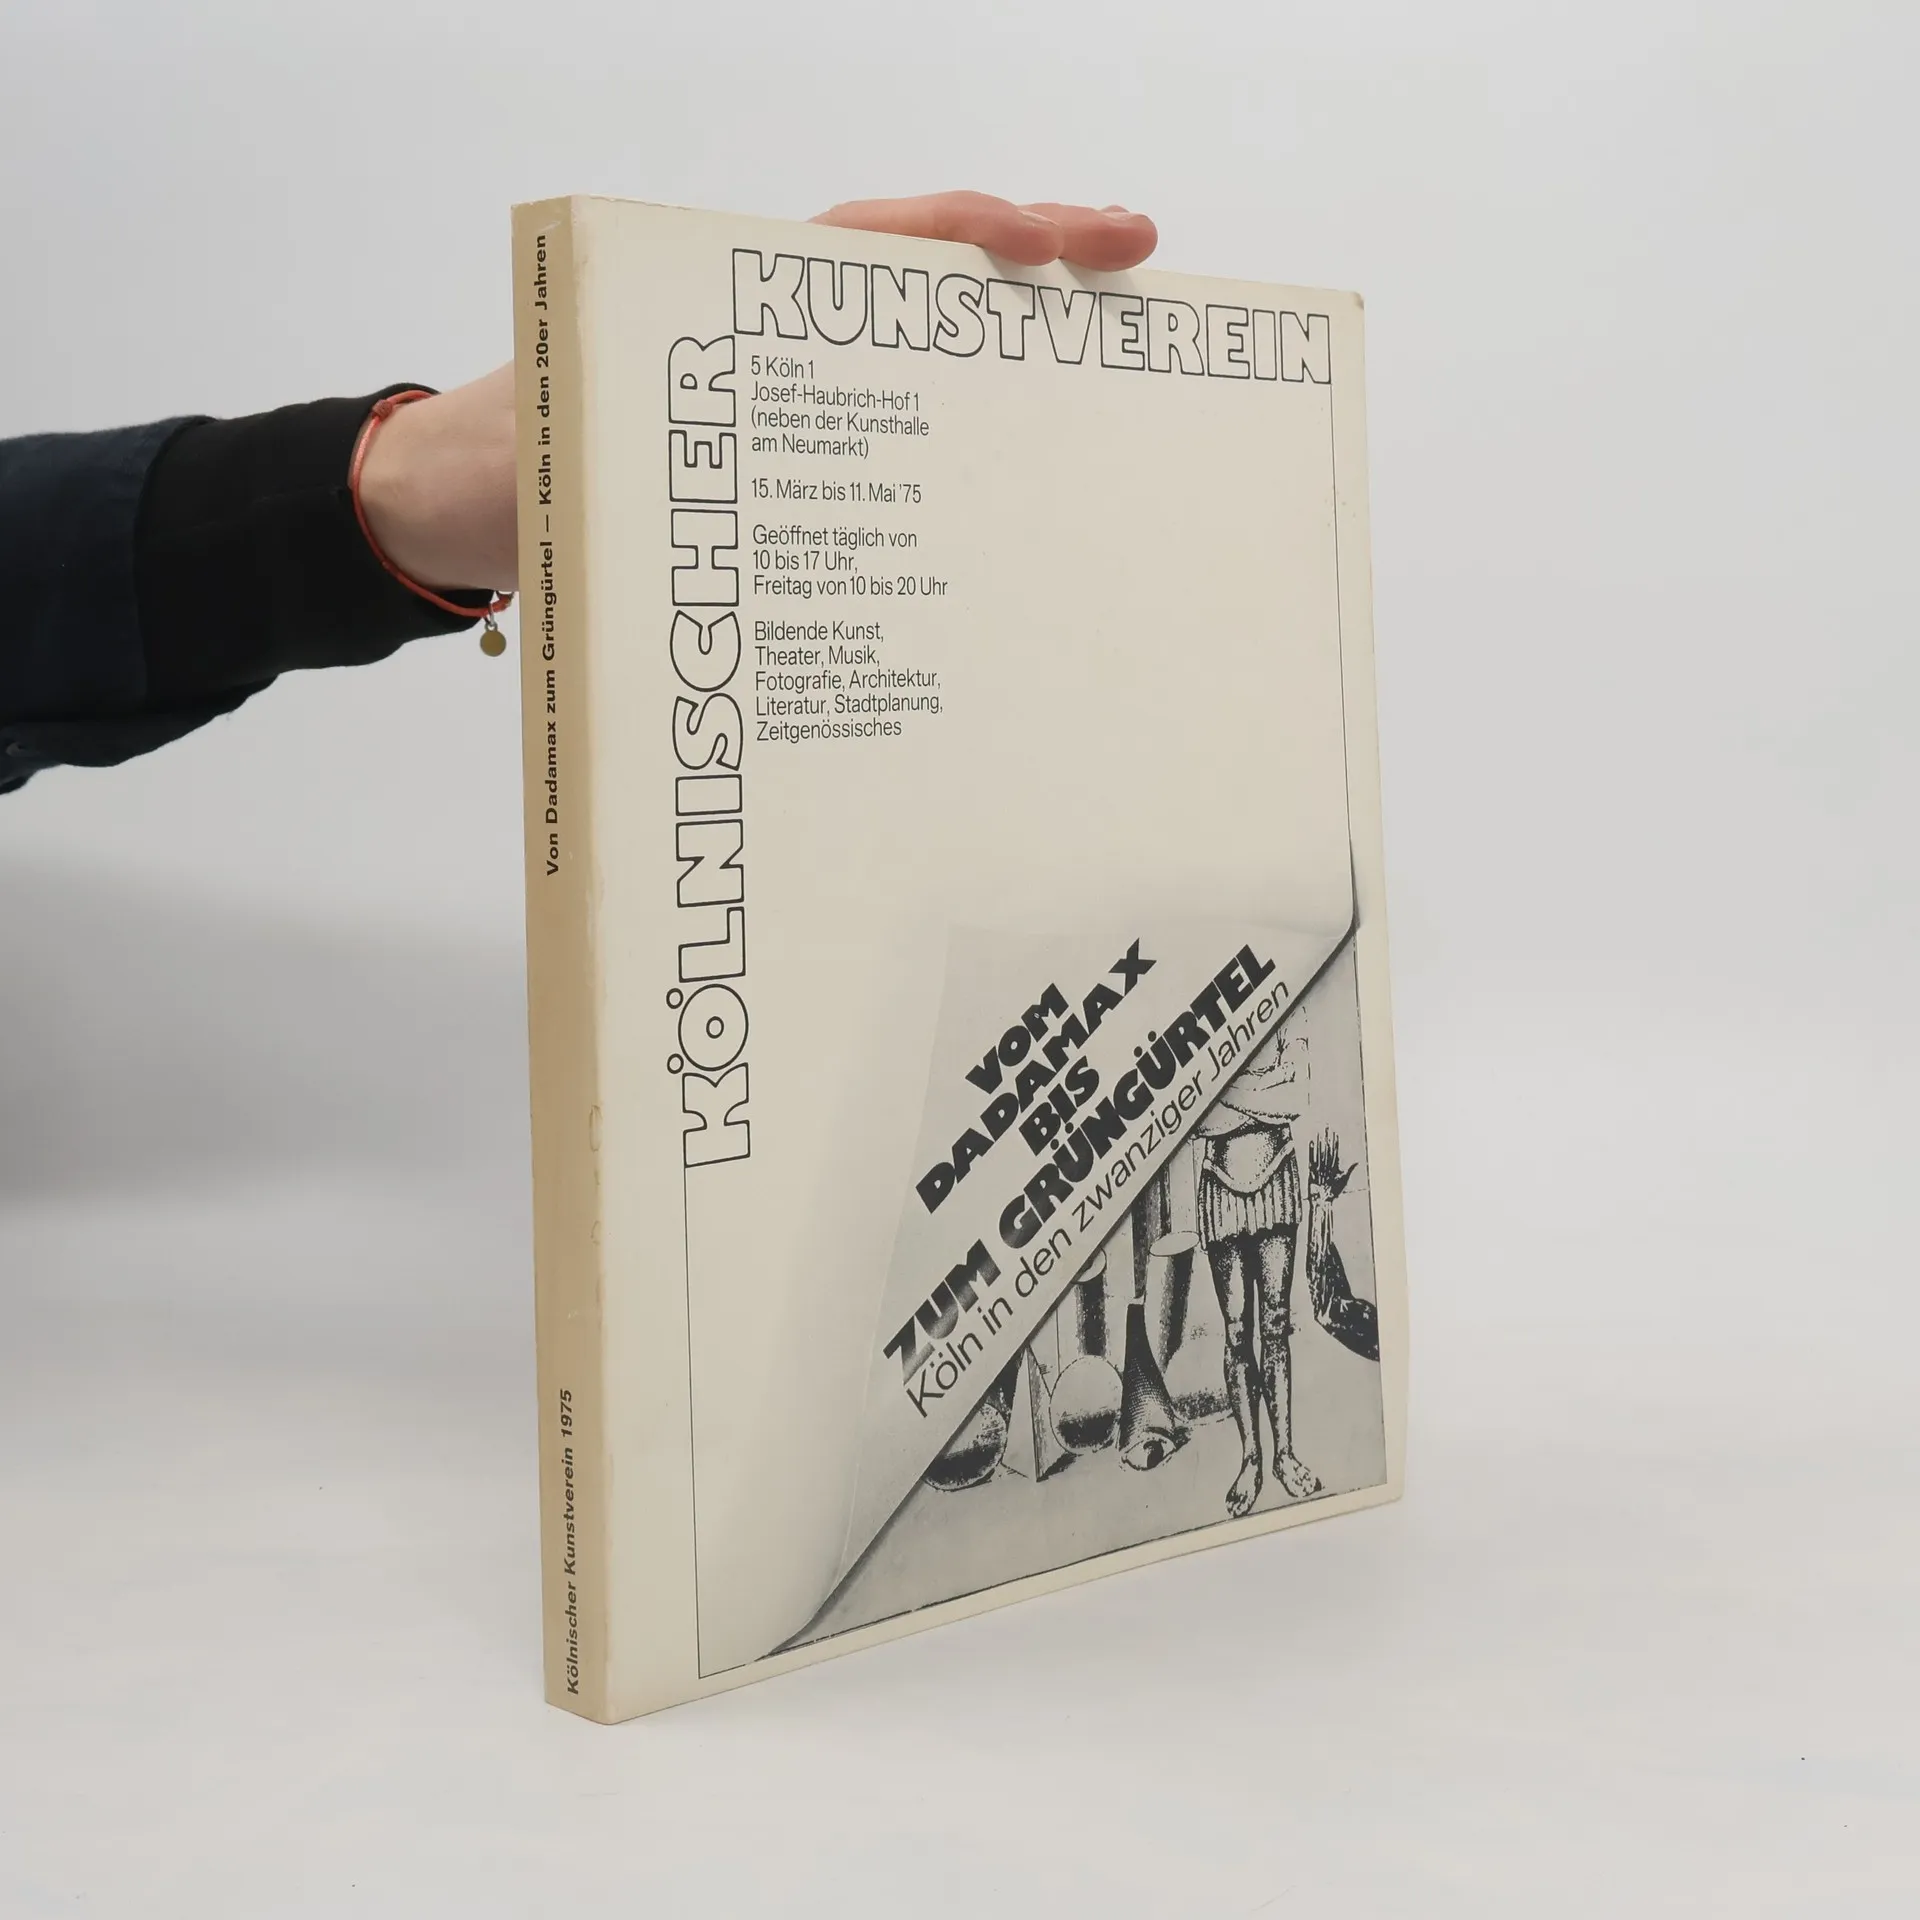 Von Dadamax zum Grüngürtel — Köln in den 20er Jahren
Kölnischer Kunstverein 1975
KÖLNISCHER
KUNSTVEREIN
5 Köln 1
Josef-Haubrich-Hof 1
(neben der Kunsthalle
am Neumarkt)
15. März bis 11. Mai '75
Geöffnet täglich von
10 bis 17 Uhr,
Freitag von 10 bis 20 Uhr
Bildende Kunst,
Theater, Musik,
Fotografie, Architektur,
Literatur, Stadtplanung,
Zeitgenössisches
VOM
DADAMAX
BIS
ZUM GRÜNGÜRTEL
Köln in den zwanziger Jahren